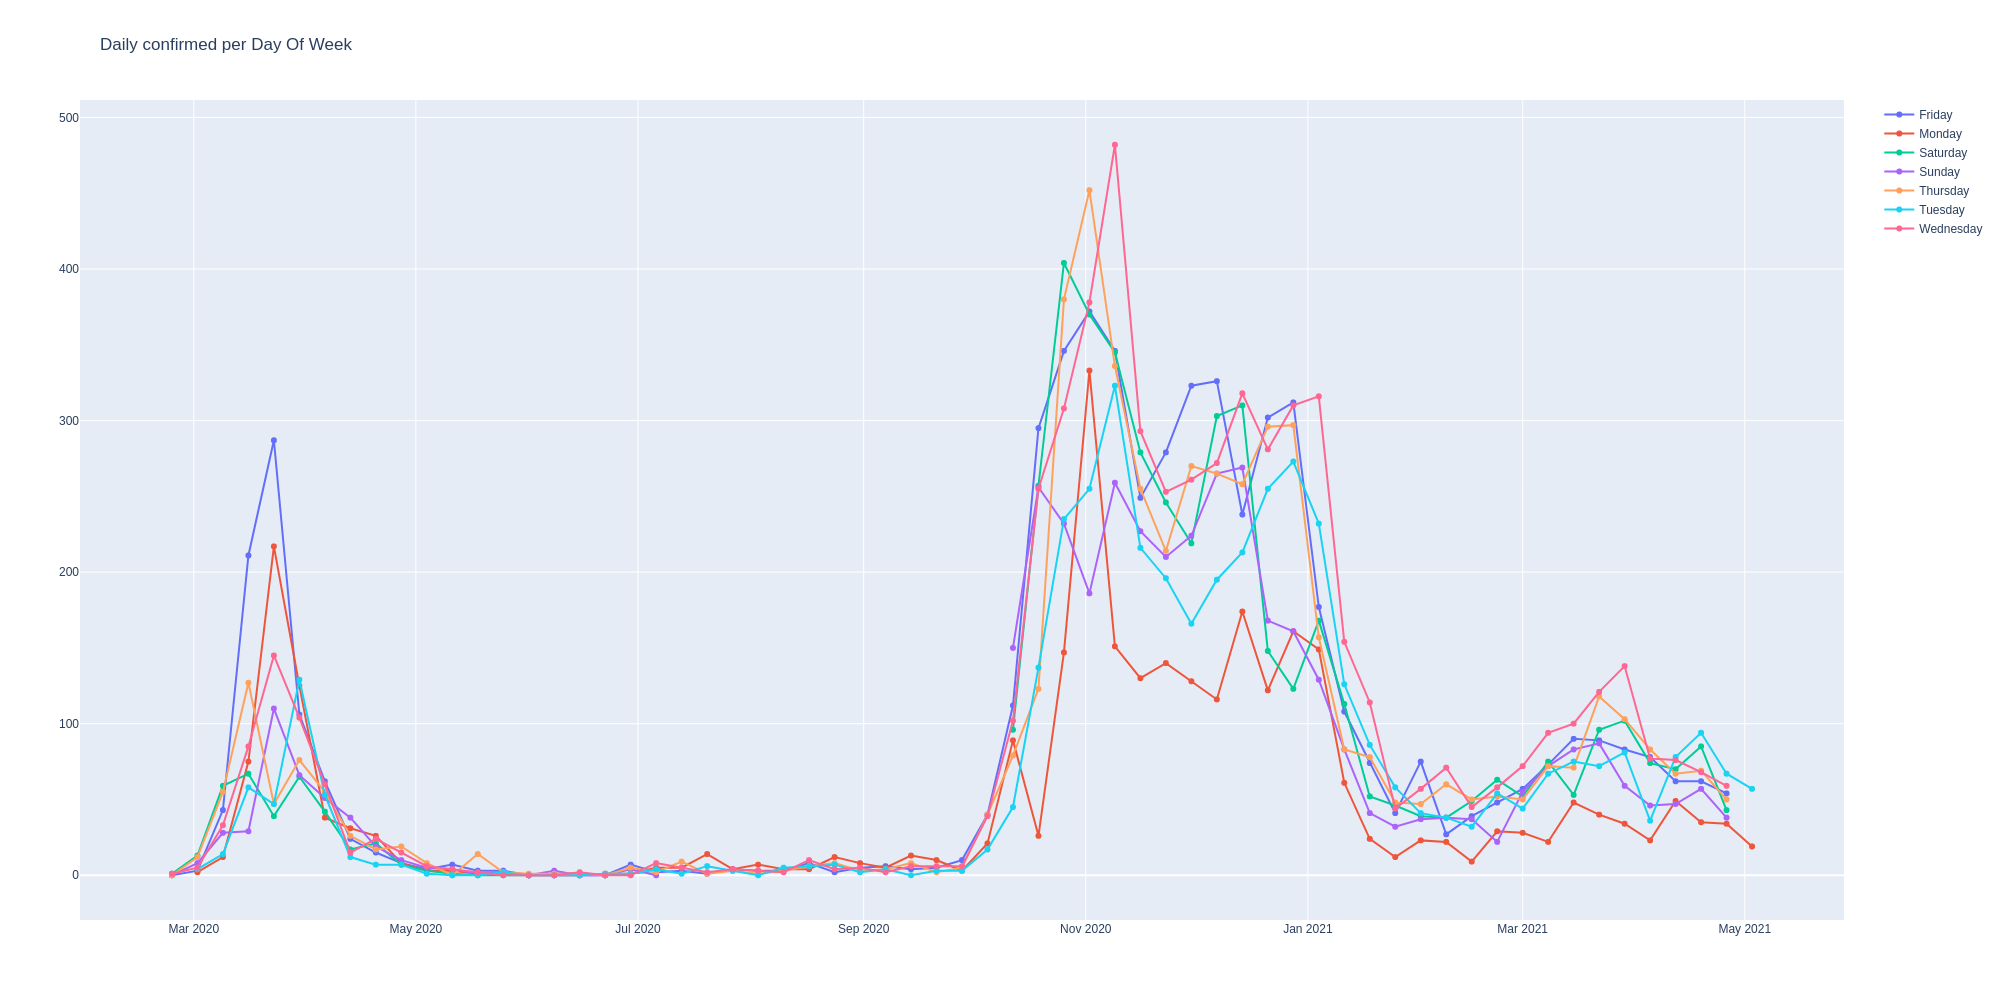 Daily confirmed per Day Of Week
500
400
300
200
100
0
Mar 2020
May 2020
Jul 2020
Sep 2020
Nov 2020
Jan 2021
Mar 2021
May 2021
Friday
Monday
Saturday
Sunday
Thursday
Tuesday
Wednesday